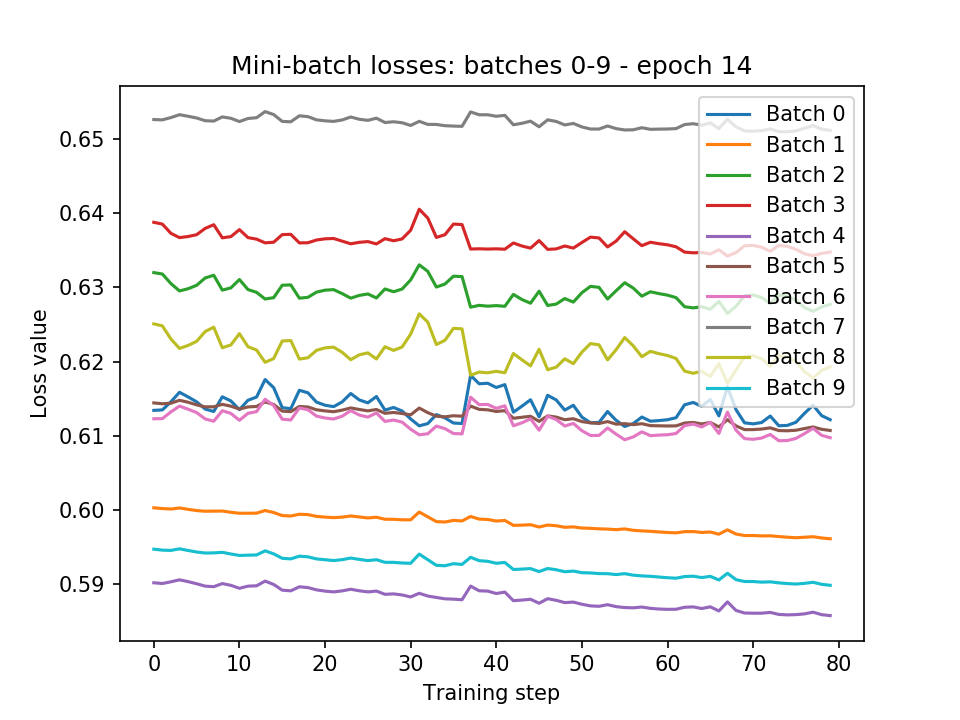 Mini-batch losses: batches 0-9 - epoch 14
Loss value
0.65
0.64
0.63
0.62
0.61
0.60
0.59
Batch 0
Batch 1
Batch 2
Batch 3
Batch 4
Batch 5
Batch 6
Batch 7
Batch 8
Batch 9
0 10 20 30 40 50 60 70 80
Training step